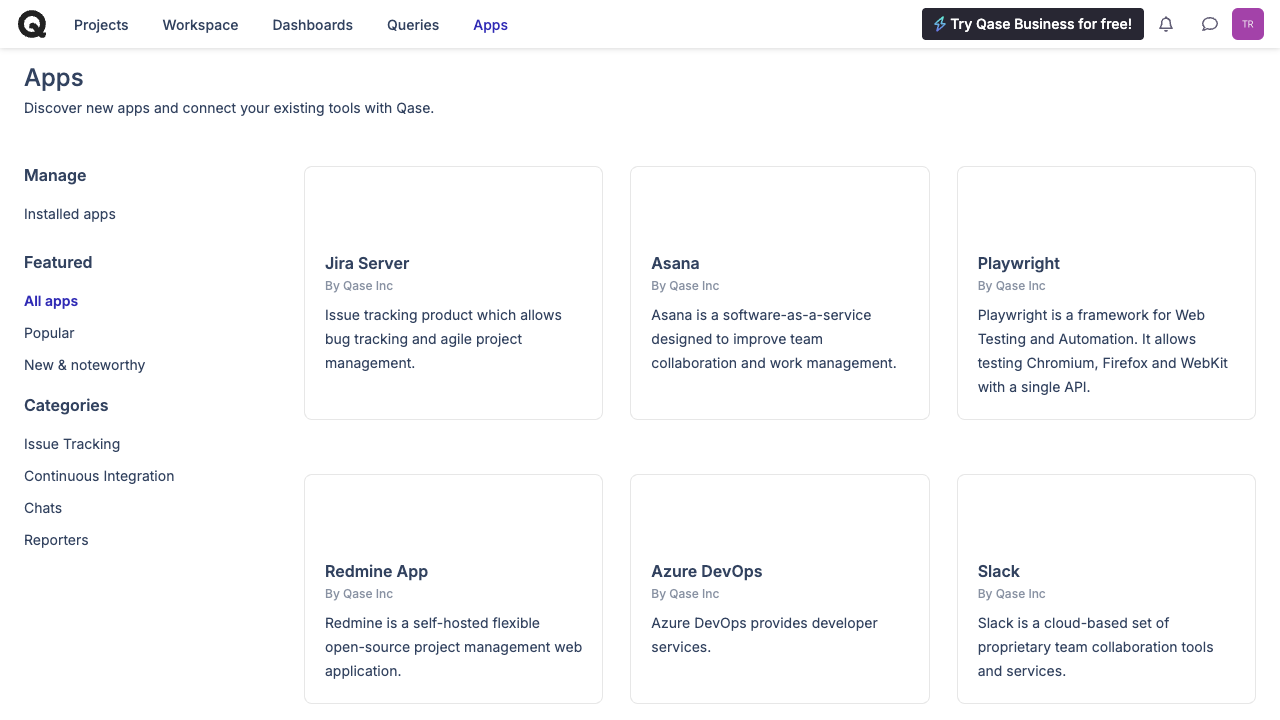 Projects
Workspace
Dashboards
Queries
Apps
Try Qase Business for free!
TR
Apps
Discover new apps and connect your existing tools with Qase.
Manage
Installed apps
Featured
All apps
Popular
New & noteworthy
Categories
Issue Tracking
Continuous Integration
Chats
Reporters
Jira Server
By Qase Inc
Issue tracking product which allows
bug tracking and agile project
management.
Asana
By Qase Inc
Asana is a software-as-a-service
designed to improve team
collaboration and work management.
Playwright
By Qase Inc
Playwright is a framework for Web
Testing and Automation. It allows
testing Chromium, Firefox and WebKit
with a single API.
Redmine App
By Qase Inc
Redmine is a self-hosted flexible
open-source project management web
application.
Azure DevOps
By Qase Inc
Azure DevOps provides developer
services.
Slack
By Qase Inc
Slack is a cloud-based set of
proprietary team collaboration tools
and services.